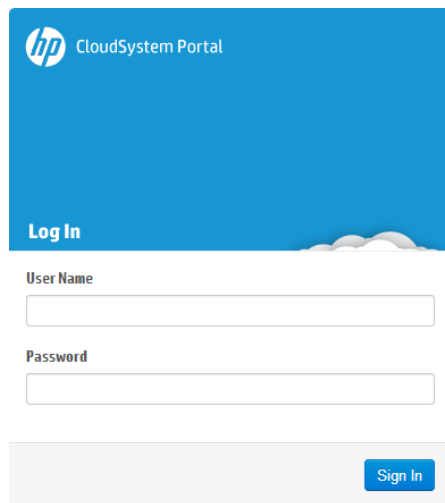 hp CloudSystem Portal
Log In
User Name
Password
Sign In